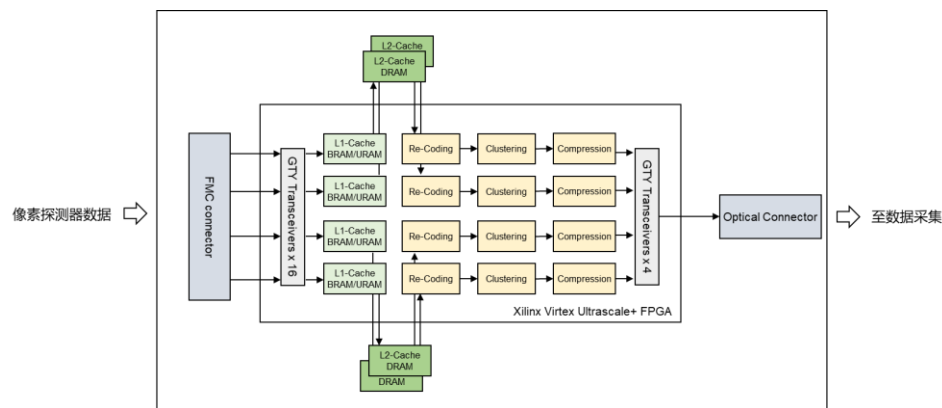 L2-Cache
L2-Cache
DRAM
像素探测器数据
FMC connector
GTY Transceivers x 16
L1-Cache
BRAM/URAM
Re-Coding
Clustering
Compression
L1-Cache
BRAM/URAM
Re-Coding
Clustering
Compression
L1-Cache
BRAM/URAM
Re-Coding
Clustering
Compression
L1-Cache
BRAM/URAM
Re-Coding
Clustering
Compression
GTY Transceivers x 4
Optical Connector
至数据采集
Xilinx Virtex Ultrascale+ FPGA
L2-Cache
DRAM
DRAM